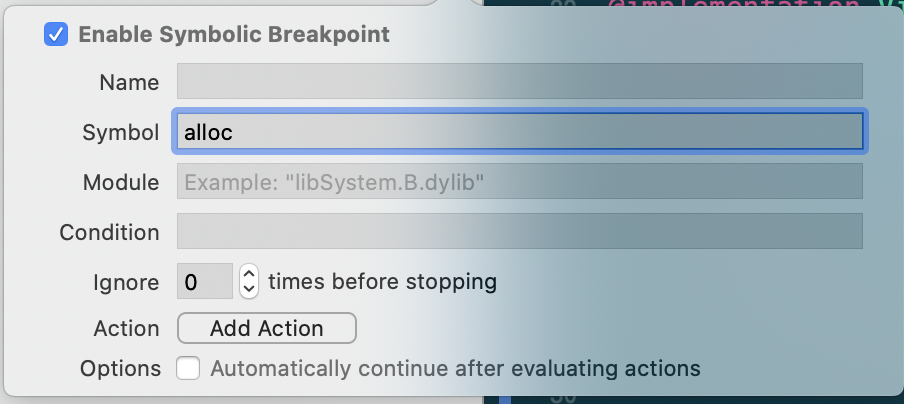 Enable Symbolic Breakpoint
Name
Symbol alloc
Module Example: "libSystem.B.dylib"
Condition
Ignore 0 times before stopping
Action Add Action
Options Automatically continue after evaluating actions